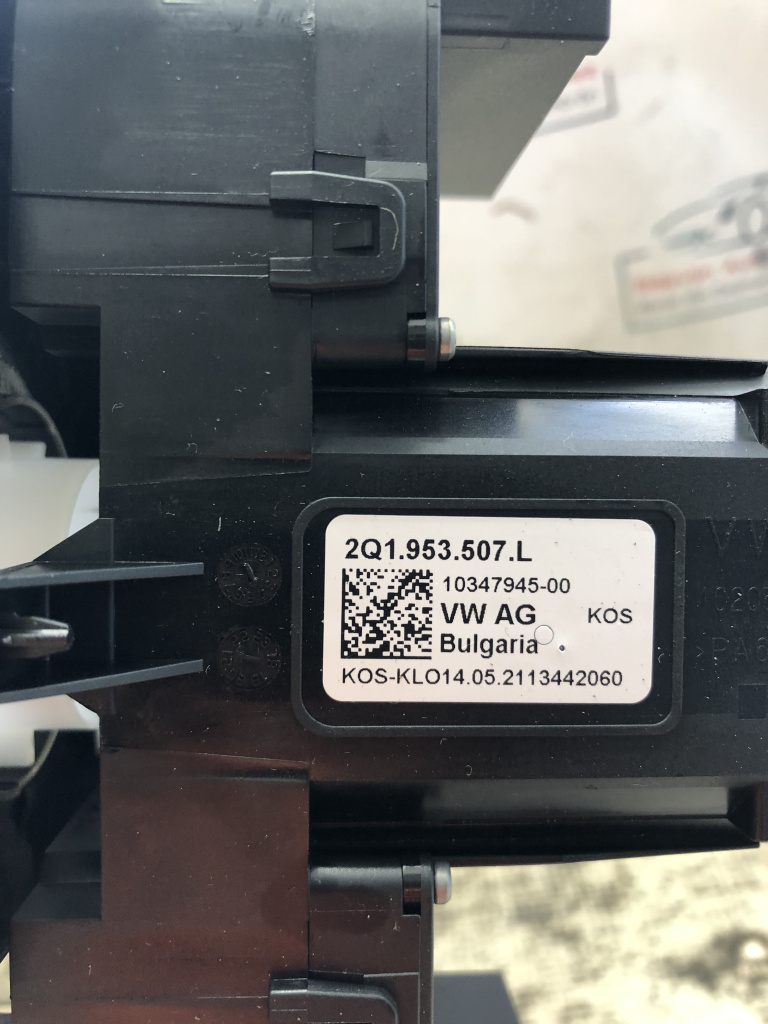 2Q1.953.507.L
10347945-00
VW AG KOS
Bulgaria
KOS-KLO14.05.2113442060